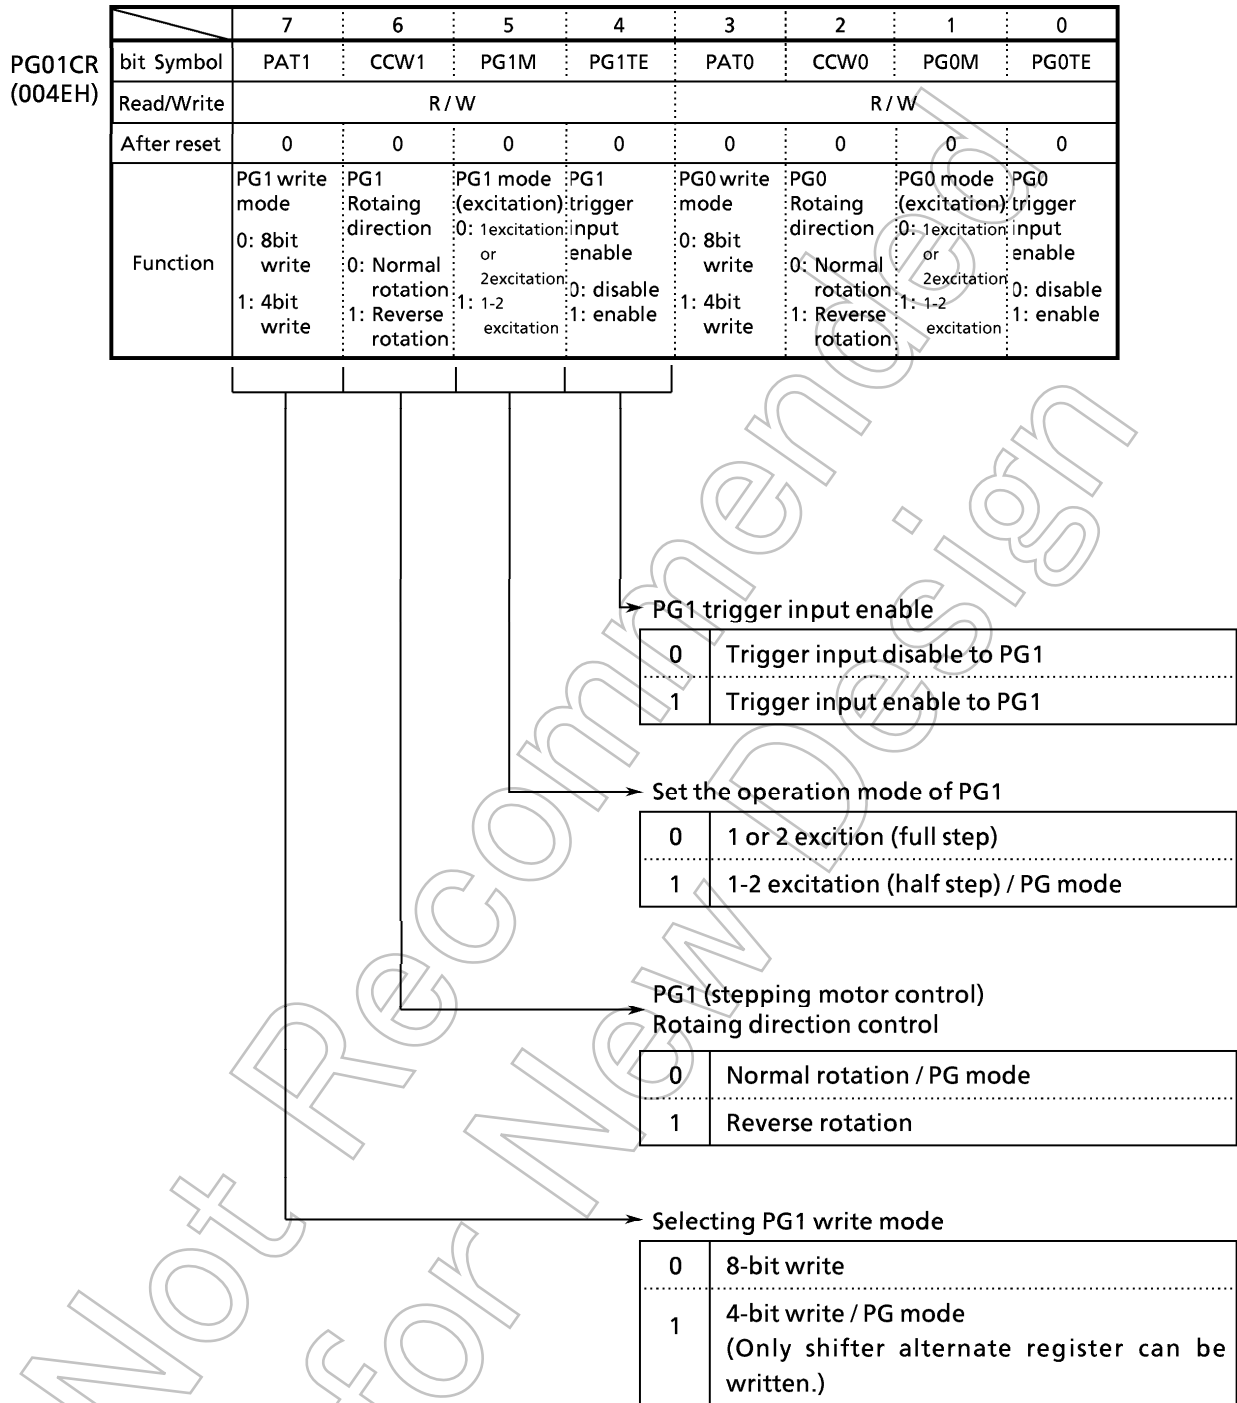 7 6 5 4 3 2 1 0
PG01CR
(004EH)
bit Symbol PAT1 CCW1 PG1M PG1TE PAT0 CCW0 PG0M PG0TE
Read/Write R / W R / W
After reset 0 0 0 0 0 0 0 0
Function
PG1 write
mode
0: 8bit
write
1: 4bit
write
PG1
Rotaing
direction
0: Normal
rotation
1: Reverse
rotation
PG1 mode
(excitation)
0: 1excitation
or
2excitation
1: 1-2
excitation
PG1
trigger
input
enable
0: disable
1: enable
PG0 write
mode
0: 8bit
write
1: 4bit
write
PG0
Rotaing
direction
0: Normal
rotation
1: Reverse
rotation
PG0 mode
(excitation)
0: 1excitation
or
2excitation
1: 1-2
excitation
PG0
trigger
input
enable
0: disable
1: enable
PG1 trigger input enable
0 Trigger input disable to PG1
1 Trigger input enable to PG1
Set the operation mode of PG1
0 1 or 2 excition (full step)
1 1-2 excitation (half step) / PG mode
PG1 (stepping motor control)
Rotaing direction control
0 Normal rotation / PG mode
1 Reverse rotation
Selecting PG1 write mode
0 8-bit write
1 4-bit write / PG mode
(Only shifter alternate register can be
written.)
Not Recommended
for New Design